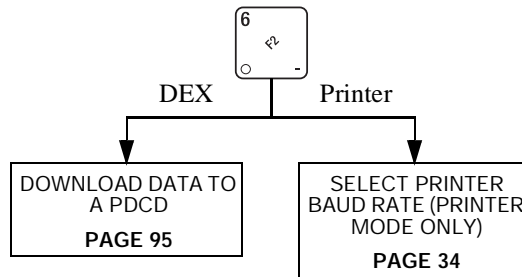 6
F2
-
DEX Printer
DOWNLOAD DATA TO
A PDCD
PAGE 95
SELECT PRINTER
BAUD RATE (PRINTER
MODE ONLY)
PAGE 34